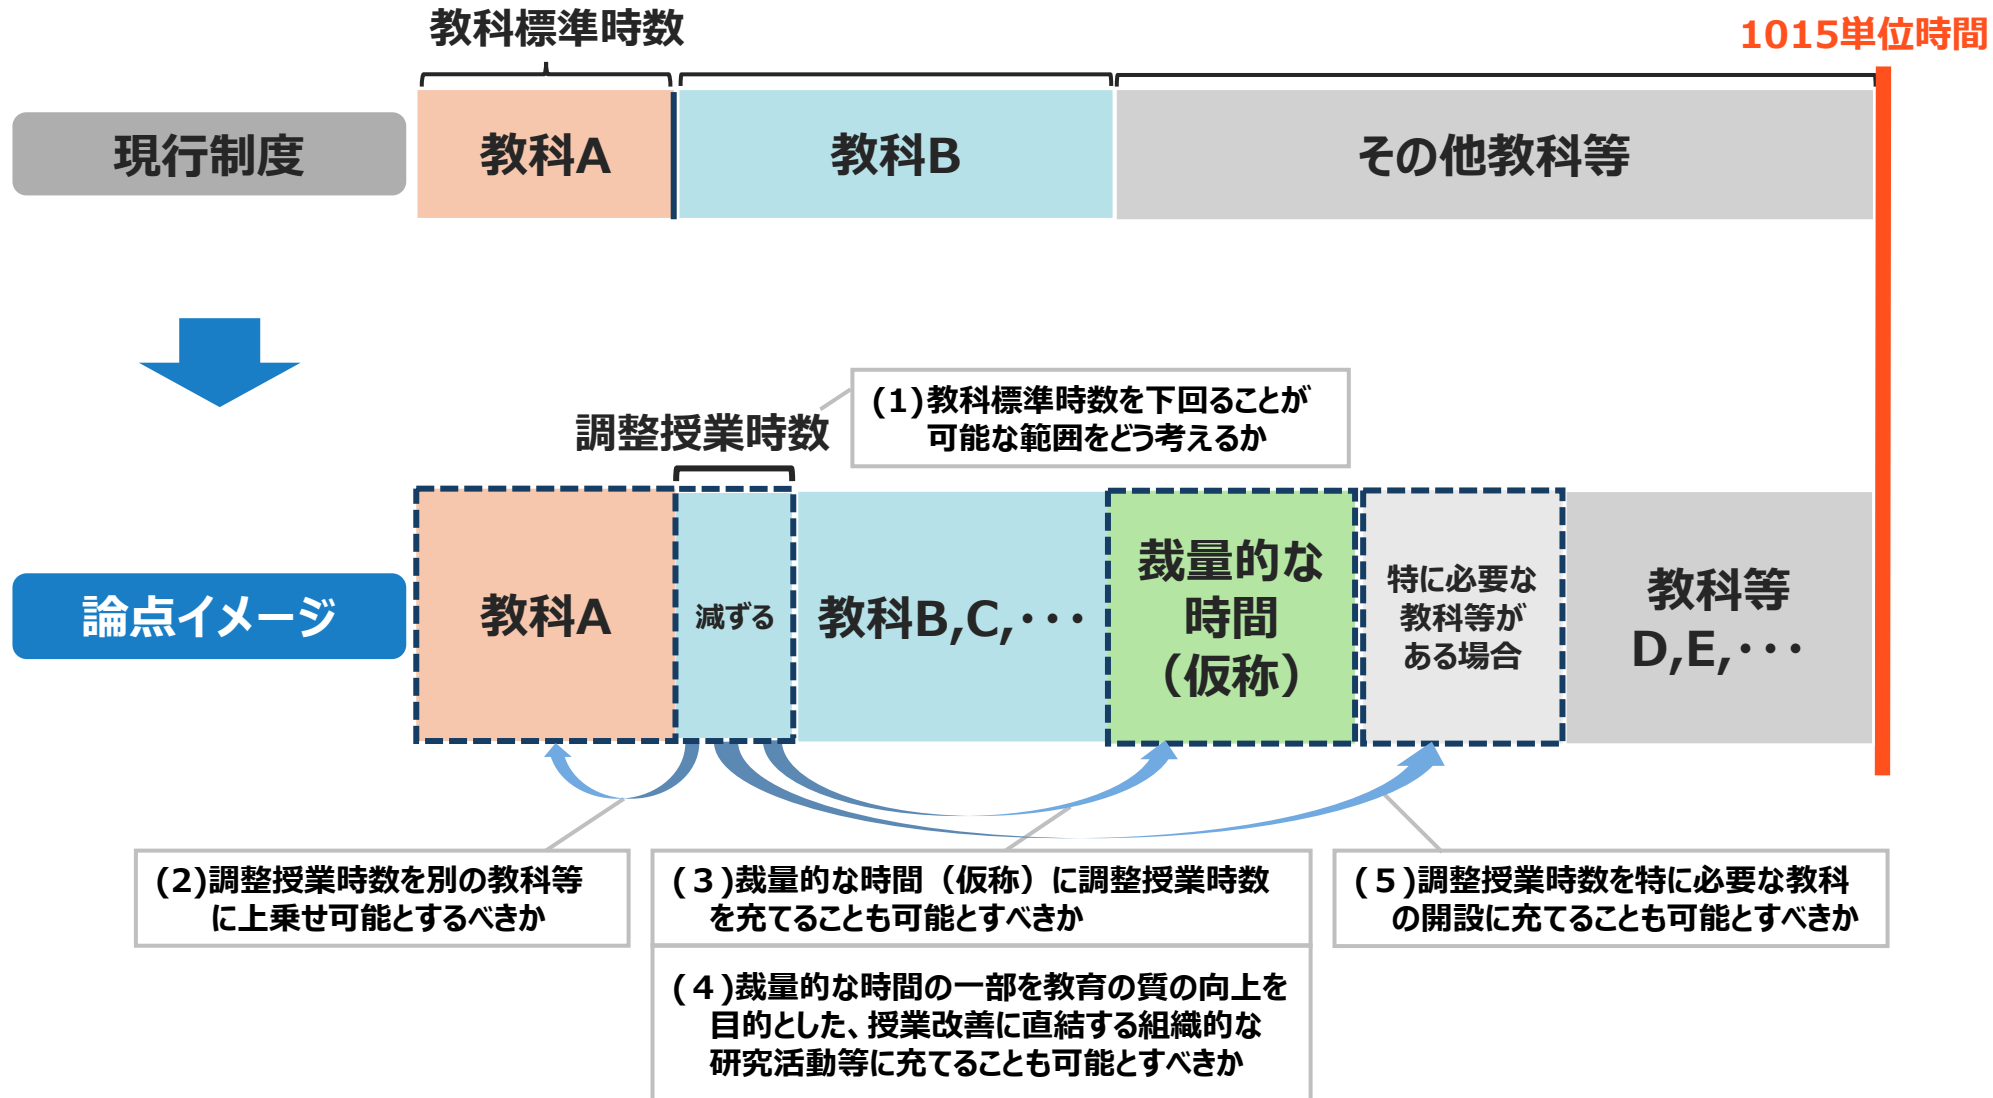 教科標準時数
1015単位時間
現行制度
教科A
教科B
その他教科等
調整授業時数
(1)教科標準時数を下回ることが
可能な範囲をどう考えるか
論点イメージ
教科A
減ずる
教科B,C,・・・
裁量的な
時間
（仮称）
特に必要な
教科等が
ある場合
教科等
D,E,・・・
(2)調整授業時数を別の教科等
に上乗せ可能とするべきか
(３)裁量的な時間（仮称）に調整授業時数
を充てることも可能とすべきか
(４)裁量的な時間の一部を教育の質の向上を
目的とした、授業改善に直結する組織的な
研究活動等に充てることも可能とすべきか
(５)調整授業時数を特に必要な教科
の開設に充てることも可能とすべきか